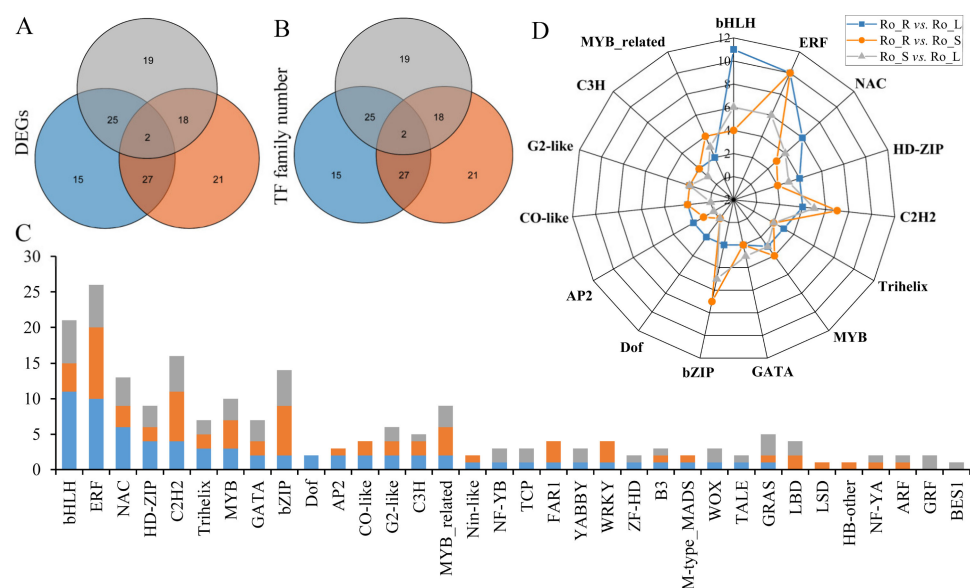 A
DEGs
19
25
18
2
15
27
21
B
TF family number
19
25
18
2
15
27
21
C
30
25
20
15
10
5
0
bHLH
ERF
NAC
HD-ZIP
C2H2
Trihelix
MYB
GATA
bZIP
Dof
AP2
CO-like
G2-like
C3H
MYB_related
Nin-like
NF-YB
TCP
FAR1
YABBY
WRKY
ZF-HD
B3
M-type_MADS
WOX
TALE
GRAS
LBD
LSD
HB-other
NF-YA
ARF
GRF
BES1
D
Ro_R vs. Ro_L
Ro_R vs. Ro_S
Ro_S vs. Ro_L
bHLH
ERF
NAC
HD-ZIP
C2H2
Trihelix
MYB
GATA
bZIP
Dof
AP2
CO-like
G2-like
C3H
MYB_related
12
10
8
6
4
2
0